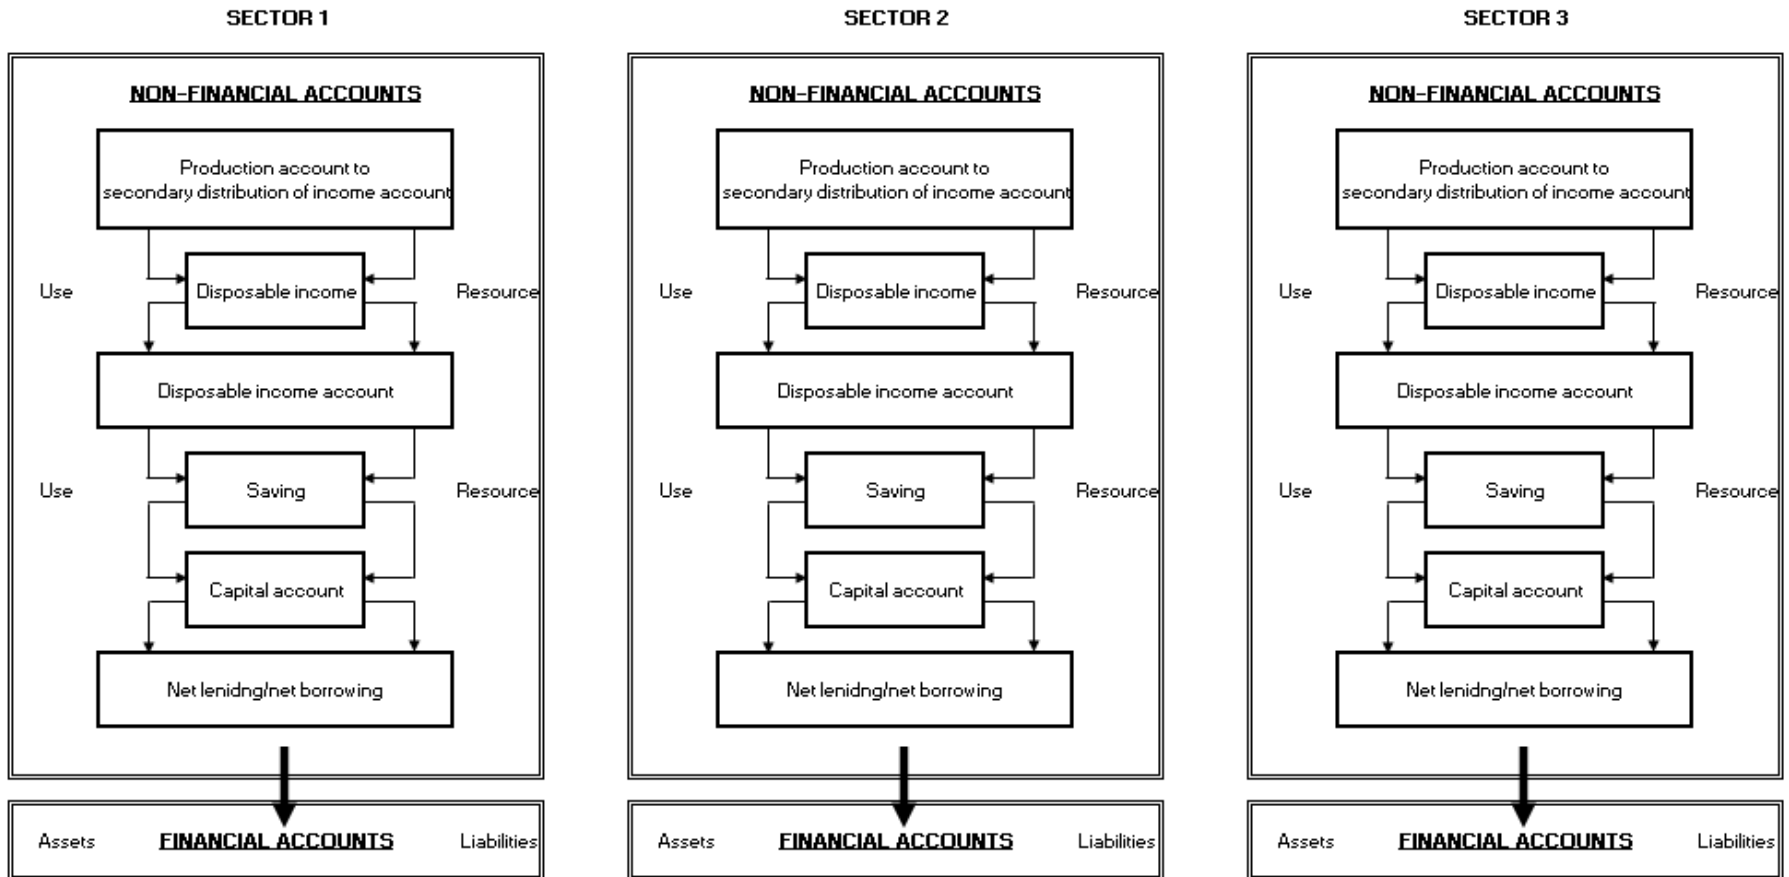 SECTOR 1
NON-FINANCIAL ACCOUNTS
Production account to
secondary distribution of income account
Use
Disposable income
Resource
Disposable income account
Use
Saving
Resource
Capital account
Net lenidng/net borrowing
Assets
FINANCIAL ACCOUNTS
Liabilities
SECTOR 2
NON-FINANCIAL ACCOUNTS
Production account to
secondary distribution of income account
Use
Disposable income
Resource
Disposable income account
Use
Saving
Resource
Capital account
Net lenidng/net borrowing
Assets
FINANCIAL ACCOUNTS
Liabilities
SECTOR 3
NON-FINANCIAL ACCOUNTS
Production account to
secondary distribution of income account
Use
Disposable income
Resource
Disposable income account
Use
Saving
Resource
Capital account
Net lenidng/net borrowing
Assets
FINANCIAL ACCOUNTS
Liabilities